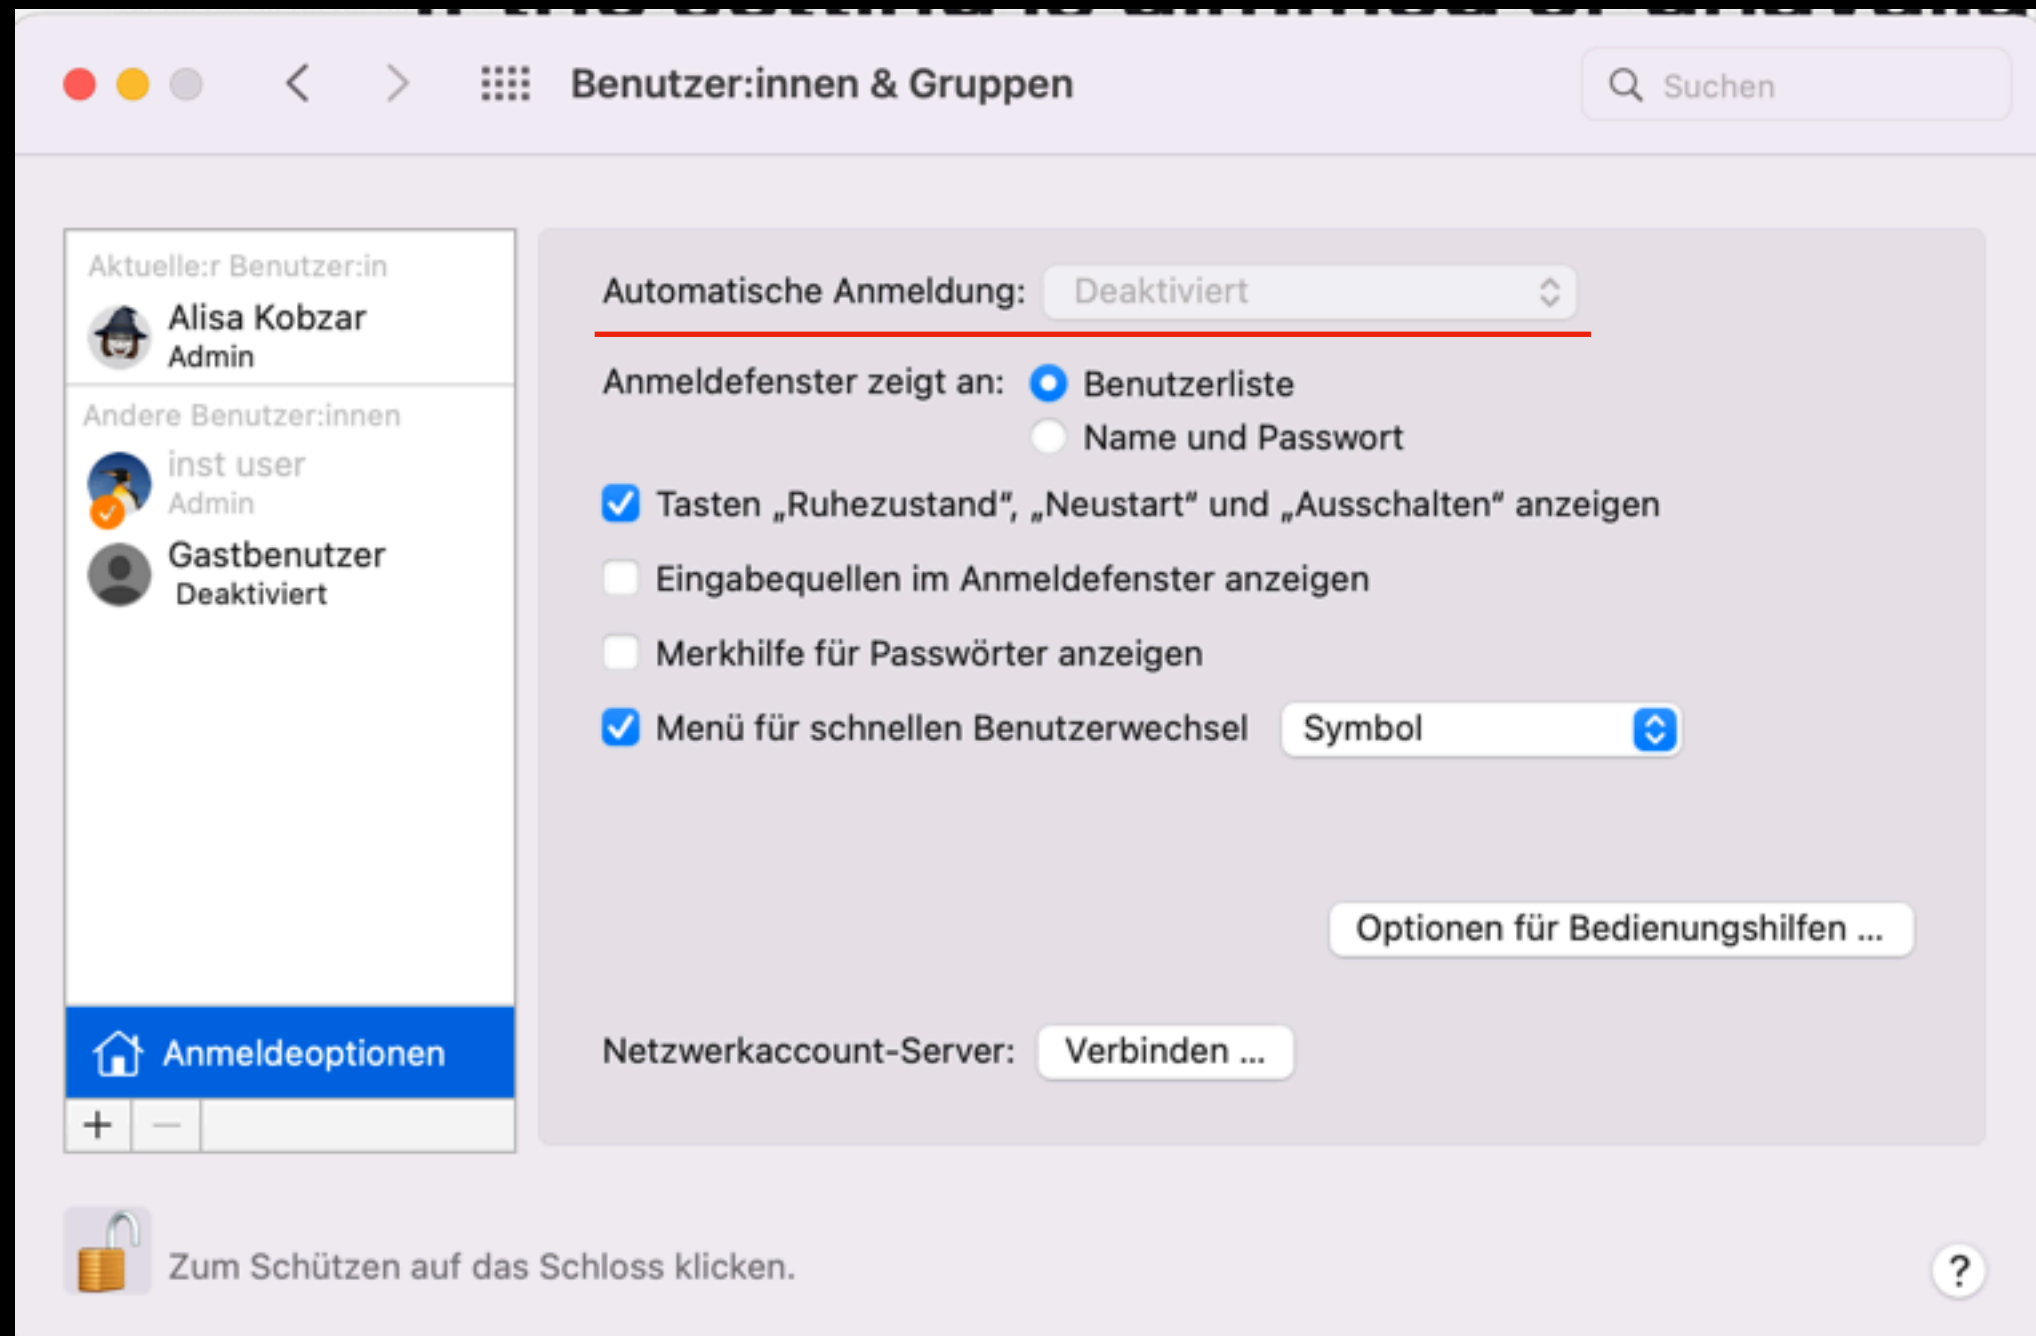 Benutzer:innen & Gruppen
Suchen
Aktuelle:r Benutzer:in
Alisa Kobzar
Admin
Andere Benutzer:innen
inst user
Admin
Gastbenutzer
Deaktiviert
Anmeldeoptionen
Automatische Anmeldung: Deaktiviert
Anmeldefenster zeigt an: Benutzerliste
Name und Passwort
Tasten „Ruhezustand“, „Neustart“ und „Ausschalten“ anzeigen
Eingabequellen im Anmeldefenster anzeigen
Merkhilfe für Passwörter anzeigen
Menü für schnellen Benutzerwechsel Symbol
Optionen für Bedienungshilfen ...
Netzwerkaccount-Server: Verbinden ...
Zum Schützen auf das Schloss klicken.
?